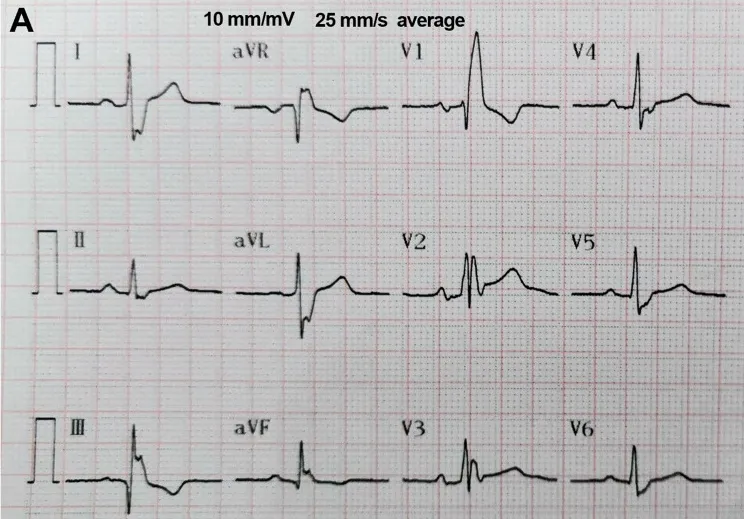 A
10 mm/mV 25 mm/s average
I aVR V1 V4
II aVL V2 V5
III aVF V3 V6